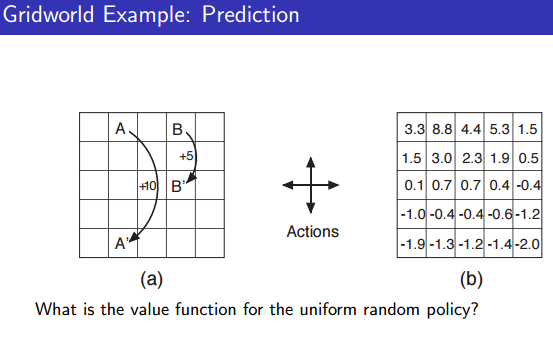 Gridworld Example: Prediction
A B
+5
+10 B'
A'
Actions
(a)
3.3 8.8 4.4 5.3 1.5
1.5 3.0 2.3 1.9 0.5
0.1 0.7 0.7 0.4 -0.4
-1.0 -0.4 -0.4 -0.6 -1.2
-1.9 -1.3 -1.2 -1.4 -2.0
(b)
What is the value function for the uniform random policy?